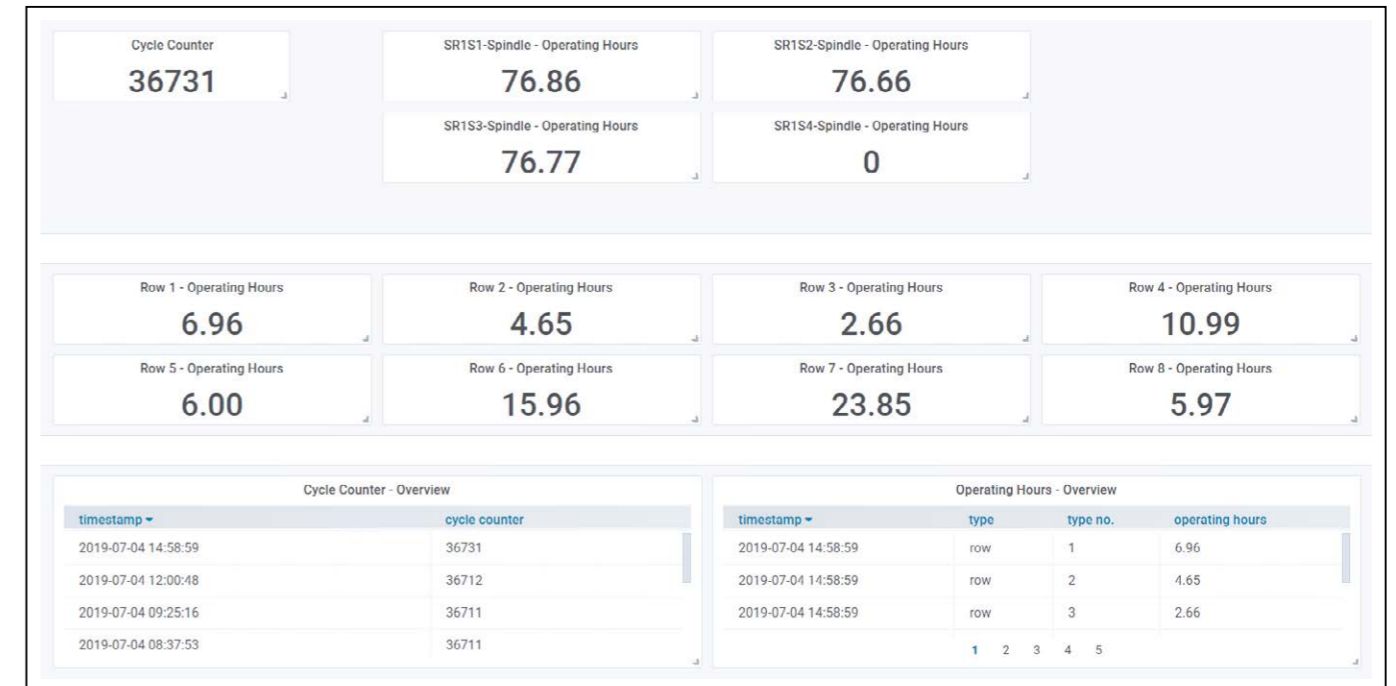 Cycle Counter
36731
SR1S1-Spindle - Operating Hours
76.86
SR1S2-Spindle - Operating Hours
76.66
SR1S3-Spindle - Operating Hours
76.77
SR1S4-Spindle - Operating Hours
0
Row 1 - Operating Hours
6.96
Row 2 - Operating Hours
4.65
Row 3 - Operating Hours
2.66
Row 4 - Operating Hours
10.99
Row 5 - Operating Hours
6.00
Row 6 - Operating Hours
15.96
Row 7 - Operating Hours
23.85
Row 8 - Operating Hours
5.97
Cycle Counter - Overview
timestamp cycle counter
2019-07-04 14:58:59 36731
2019-07-04 12:00:48 36712
2019-07-04 09:25:16 36711
2019-07-04 08:37:53 36711
Operating Hours - Overview
timestamp type type no. operating hours
2019-07-04 14:58:59 row 1 6.96
2019-07-04 14:58:59 row 2 4.65
2019-07-04 14:58:59 row 3 2.66
1 2 3 4 5